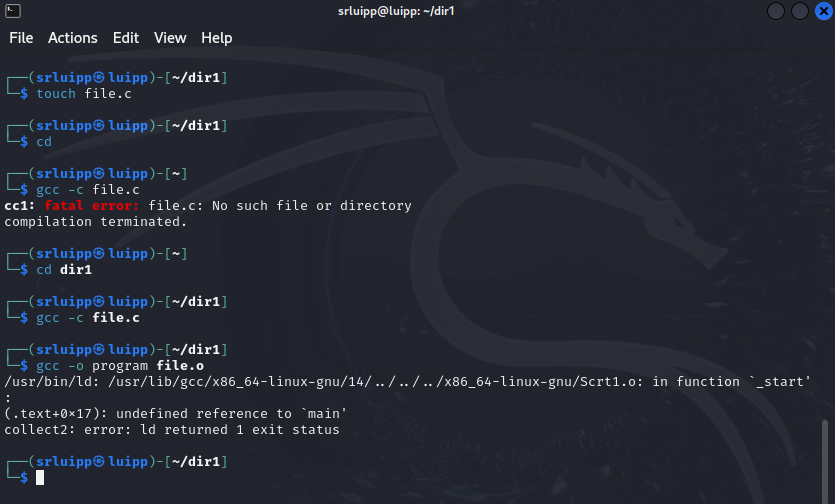 srluipp@luipp: ~/dir1
File Actions Edit View Help
┌──(srluipp㉿luipp)-[~/dir1]
└─$ touch file.c
┌──(srluipp㉿luipp)-[~/dir1]
└─$ cd
┌──(srluipp㉿luipp)-[~]
└─$ gcc -c file.c
cc1: fatal error: file.c: No such file or directory
compilation terminated.
┌──(srluipp㉿luipp)-[~]
└─$ cd dir1
┌──(srluipp㉿luipp)-[~/dir1]
└─$ gcc -c file.c
┌──(srluipp㉿luipp)-[~/dir1]
└─$ gcc -o program file.o
/usr/bin/ld: /usr/lib/gcc/x86_64-linux-gnu/14/../../../x86_64-linux-gnu/Scrt1.o: in function `_start'
:
(.text+0×17): undefined reference to `main'
collect2: error: ld returned 1 exit status
┌──(srluipp㉿luipp)-[~/dir1]
└─$